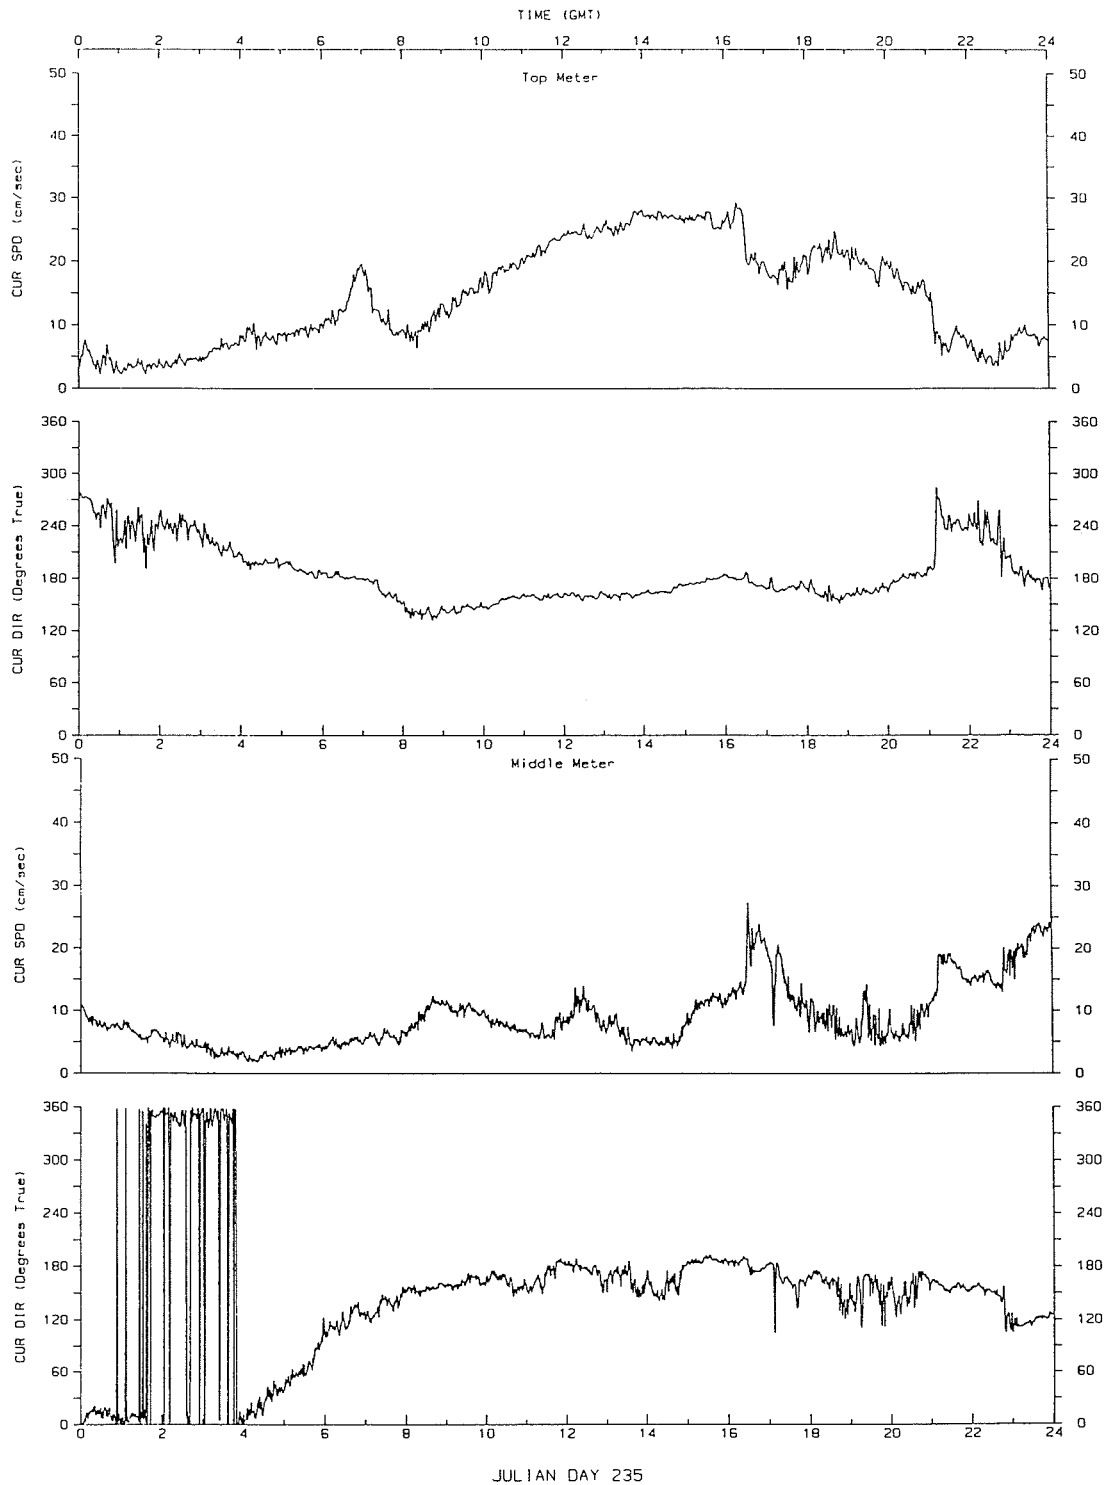 TIME (GMT)
0 2 4 6 8 10 12 14 16 18 20 22 24
Top Meter
50 50
40 40
30 30
20 20
10 10
0 0
CUR SPD (cm/sec)
360 360
300 300
240 240
180 180
120 120
60 60
0 0
CUR DIR (Degrees True)
0 2 4 6 8 10 12 14 16 18 20 22 24
Middle Meter
50 50
40 40
30 30
20 20
10 10
0 0
CUR SPD (cm/sec)
360 360
300 300
240 240
180 180
120 120
60 60
0 0
CUR DIR (Degrees True)
0 2 4 6 8 10 12 14 16 18 20 22 24
JULIAN DAY 235